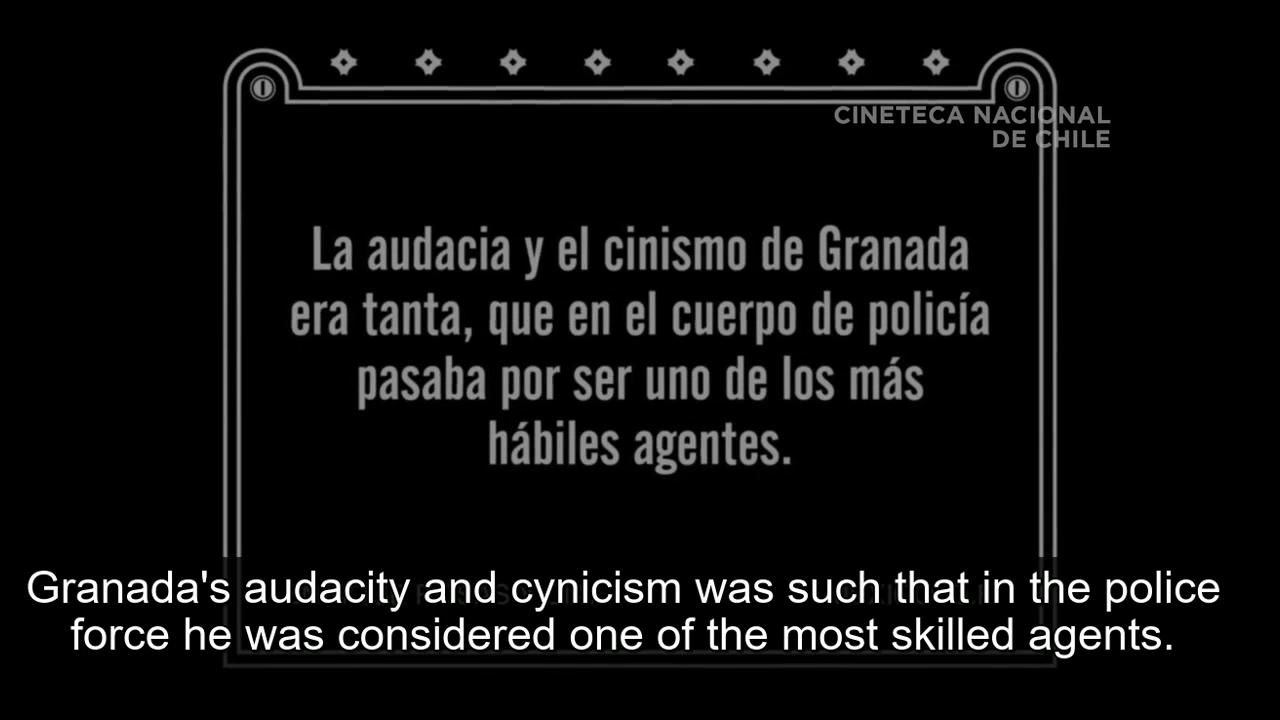 CINETECA NACIONAL
DE CHILE
La audacia y el cinismo de Granada
era tanta, que en el cuerpo de policía
pasaba por ser uno de los más
hábiles agentes.
Granada's audacity and cynicism was such that in the police
force he was considered one of the most skilled agents.